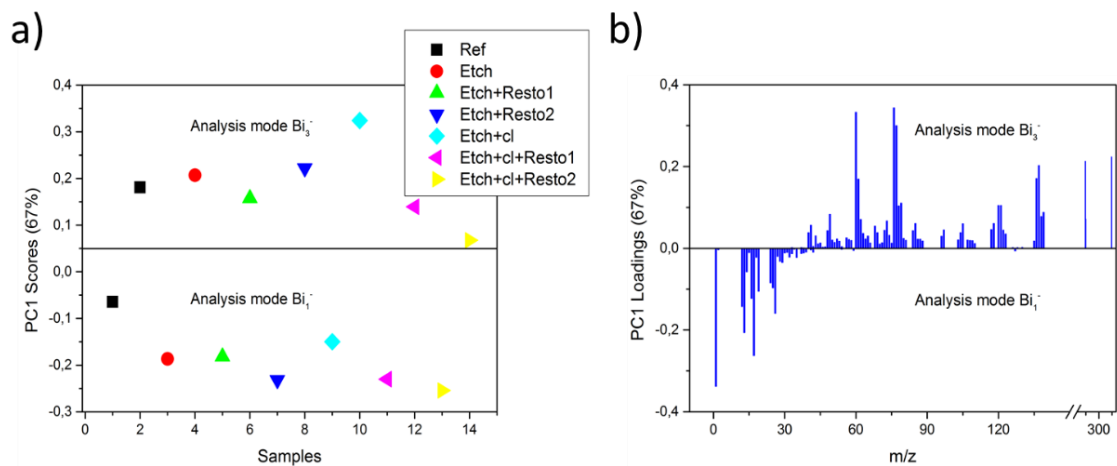 a)
b)
Ref
Etch
Etch+Resto1
Etch+Resto2
Etch+cl
Etch+cl+Resto1
Etch+cl+Resto2
PC1 Scores (67%)
0,4
0,3
0,2
0,1
0,0
-0,1
-0,2
-0,3
Analysis mode Bi₃⁻
Analysis mode Bi₁⁻
0 2 4 6 8 10 12 14
Samples
PC1 Loadings (67%)
0,4
0,2
0,0
-0,2
-0,4
Analysis mode Bi₃⁻
Analysis mode Bi₁⁻
0 30 60 90 120 300
m/z